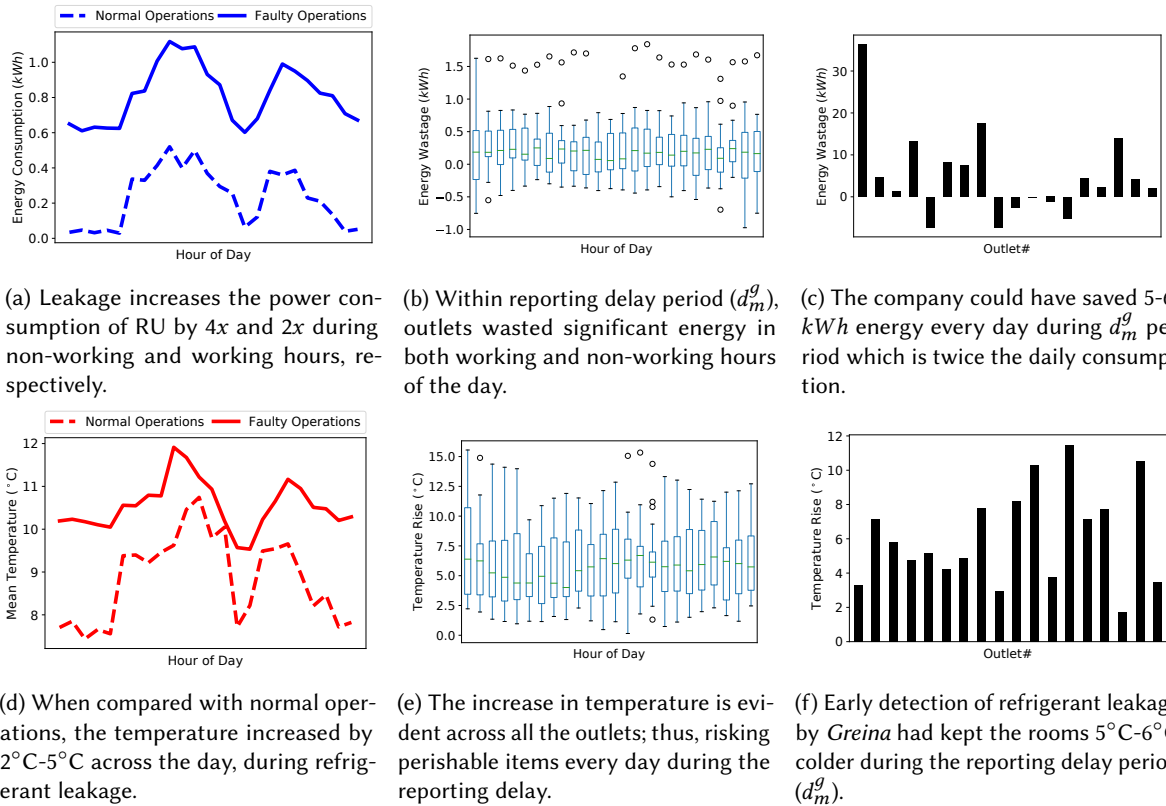 Normal Operations Faulty Operations
Energy Consumption (kWh)
1.0
0.8
0.6
0.4
0.2
0.0
Hour of Day
Energy Wastage (kWh)
1.5
1.0
0.5
0.0
−0.5
−1.0
Hour of Day
Energy Wastage (kWh)
30
20
10
0
Outlet#
(a) Leakage increases the power con-
sumption of RU by 4x and 2x during
non-working and working hours, re-
spectively.
(b) Within reporting delay period (d_m^g),
outlets wasted significant energy in
both working and non-working hours
of the day.
(c) The company could have saved 5-6
kWh energy every day during d_m^g pe
riod which is twice the daily consump
tion.
Normal Operations Faulty Operations
Mean Temperature (°C)
12
11
10
9
8
Hour of Day
Temperature Rise (°C)
15.0
12.5
10.0
7.5
5.0
2.5
0.0
Hour of Day
Temperature Rise (°C)
12
10
8
6
4
2
0
Outlet#
(d) When compared with normal oper-
ations, the temperature increased by
2°C-5°C across the day, during refrig-
erant leakage.
(e) The increase in temperature is evi-
dent across all the outlets; thus, risking
perishable items every day during the
reporting delay.
(f) Early detection of refrigerant leakag
by Greina had kept the rooms 5°C-6°C
colder during the reporting delay perio
(d_m^g).